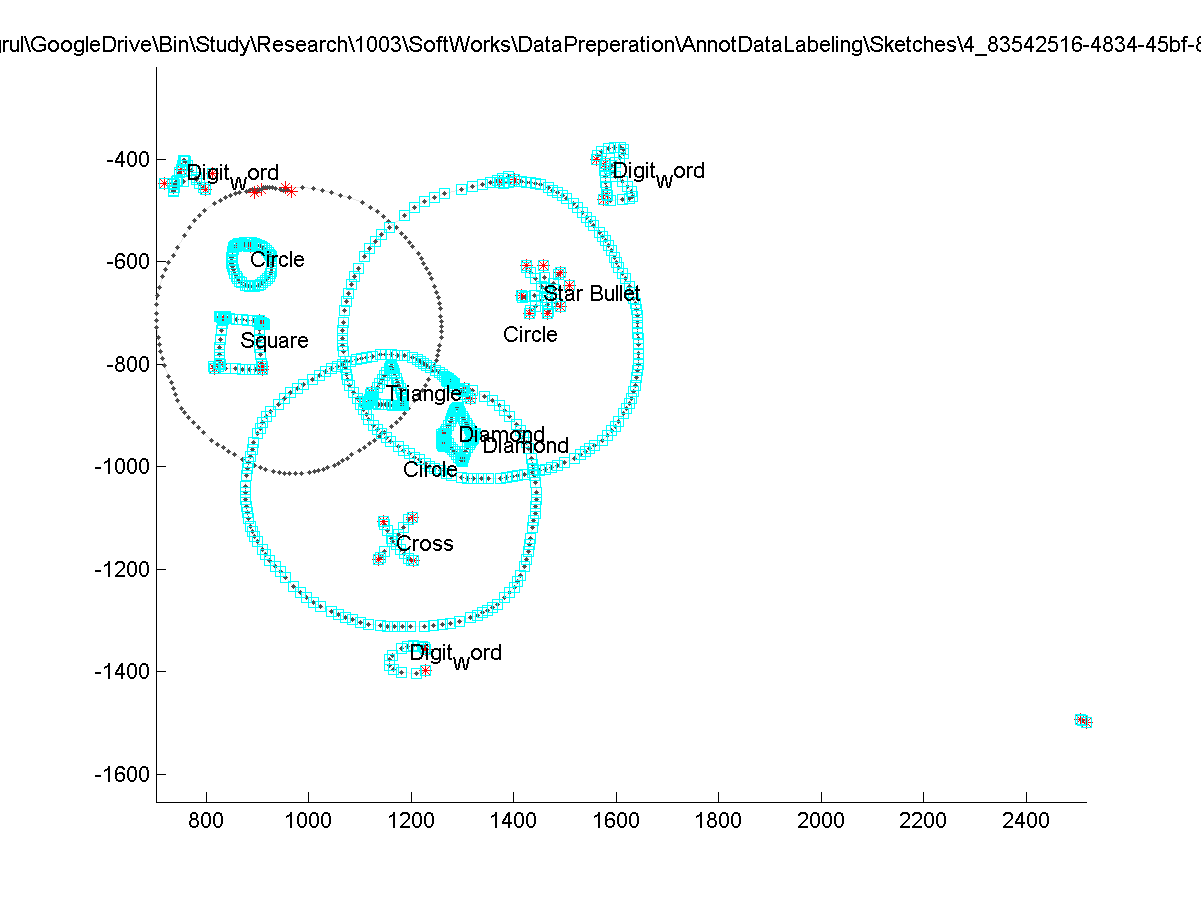 grul\GoogleDrive\Bin\Study\Research\1003\SoftWorks\DataPreperation\AnnotDataLabeling\Sketches\4_83542516-4834-45bf-8
-400
Digitword
Digitword
-600
Circle
Star Bullet
Circle
Square
-800
Triangle
Diamond
Diamond
-1000
Circle
Cross
-1200
Digitword
-1400
-1600
800 1000 1200 1400 1600 1800 2000 2200 2400